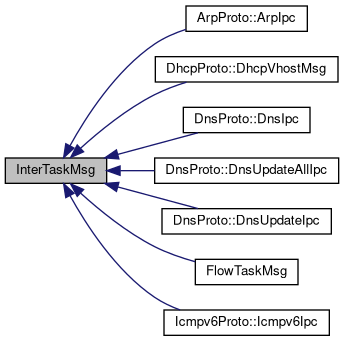 ArpProto::ArpIpc
DhcpProto::DhcpVhostMsg
DnsProto::DnsIpc
InterTaskMsg
DnsProto::DnsUpdateAllIpc
DnsProto::DnsUpdateIpc
FlowTaskMsg
Icmpv6Proto::Icmpv6Ipc